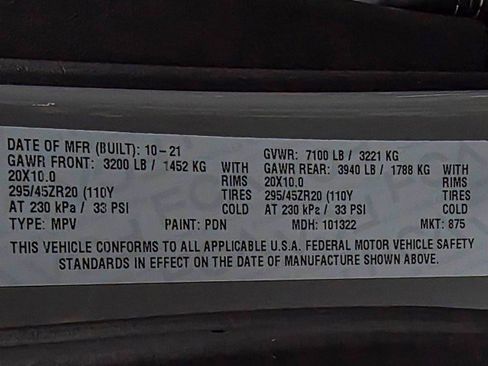 DATE OF MFR (BUILT): 10-21 GVWR: 7100 LB / 3221 KG
GAWR FRONT: 3200 LB / 1452 KG WITH GAWR REAR: 3940 LB / 1788 KG WITH
20X10.0 RIMS 20X10.0 RIMS
295/45ZR20 (110Y TIRES 295/45ZR20 (110Y TIRES
AT 230 kPa / 33 PSI COLD AT 230 kPa / 33 PSI COLD
TYPE: MPV PAINT: PDN MDH: 101322 MKT: 875
THIS VEHICLE CONFORMS TO ALL APPLICABLE U.S.A. FEDERAL MOTOR VEHICLE SAFETY
STANDARDS IN EFFECT ON THE DATE OF MANUFACTURE SHOWN ABOVE.